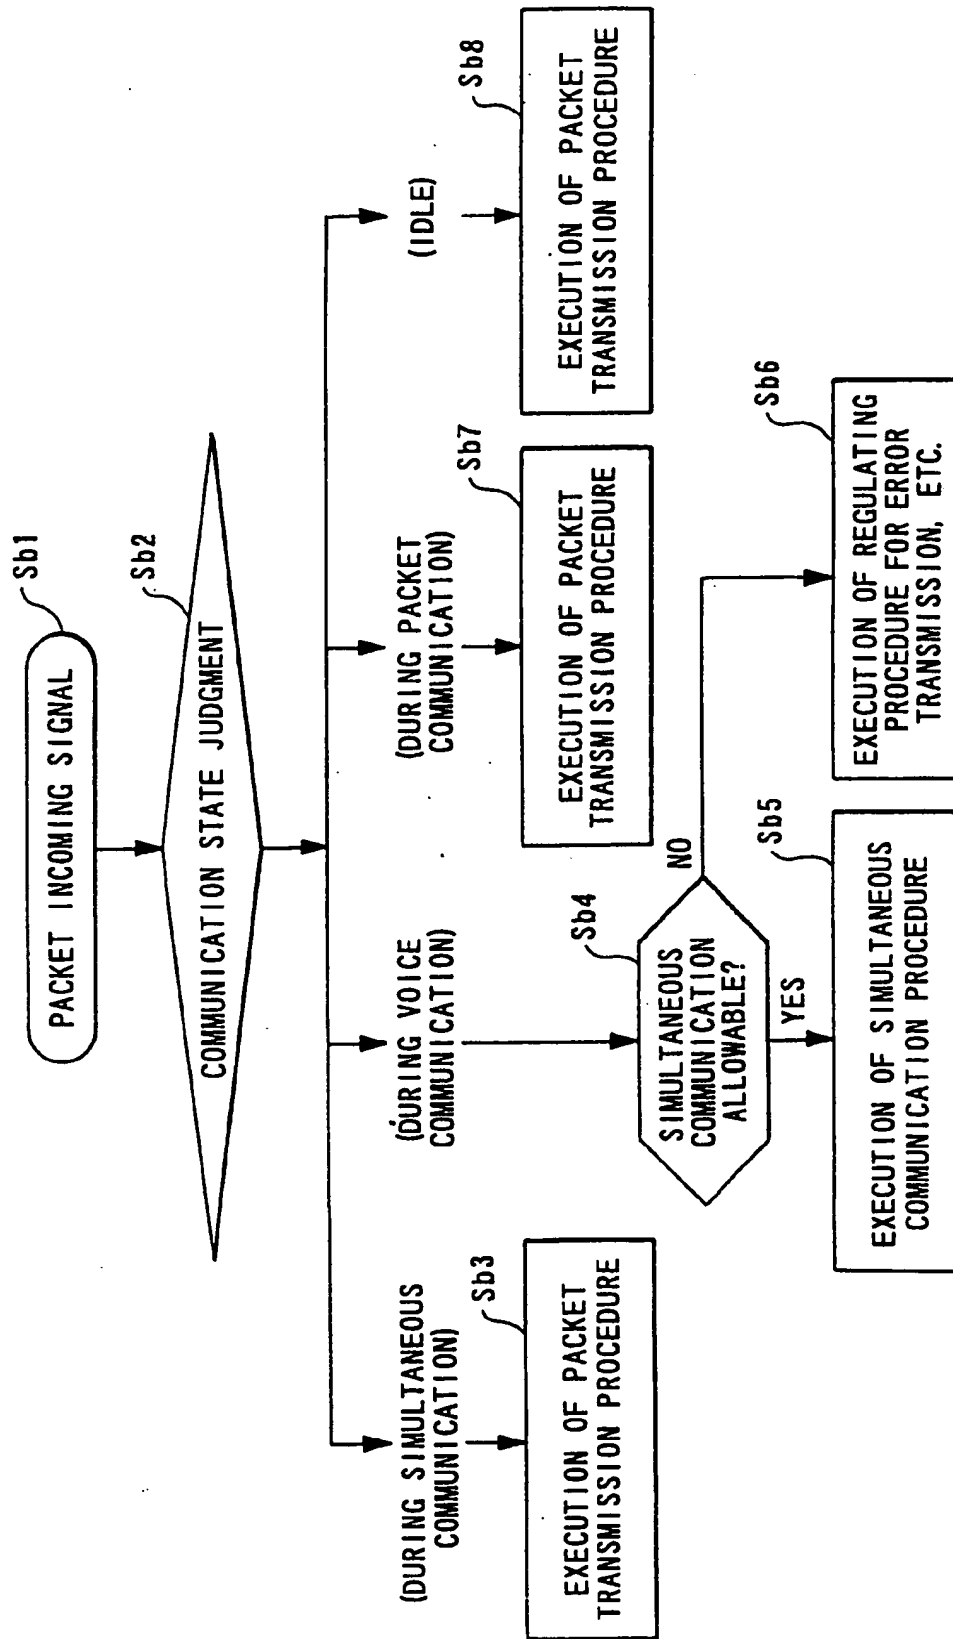 PACKET INCOMING SIGNAL
Sb1
COMMUNICATION STATE JUDGMENT
Sb2
(DURING SIMULTANEOUS
COMMUNICATION)
EXECUTION OF PACKET
TRANSMISSION PROCEDURE
Sb3
(DURING VOICE
COMMUNICATION)
SIMULTANEOUS
COMMUNICATION
ALLOWABLE?
Sb4
YES
NO
EXECUTION OF SIMULTANEOUS
COMMUNICATION PROCEDURE
Sb5
EXECUTION OF REGULATING
PROCEDURE FOR ERROR
TRANSMISSION, ETC.
Sb6
(DURING PACKET
COMMUNICATION)
EXECUTION OF PACKET
TRANSMISSION PROCEDURE
Sb7
(IDLE)
EXECUTION OF PACKET
TRANSMISSION PROCEDURE
Sb8